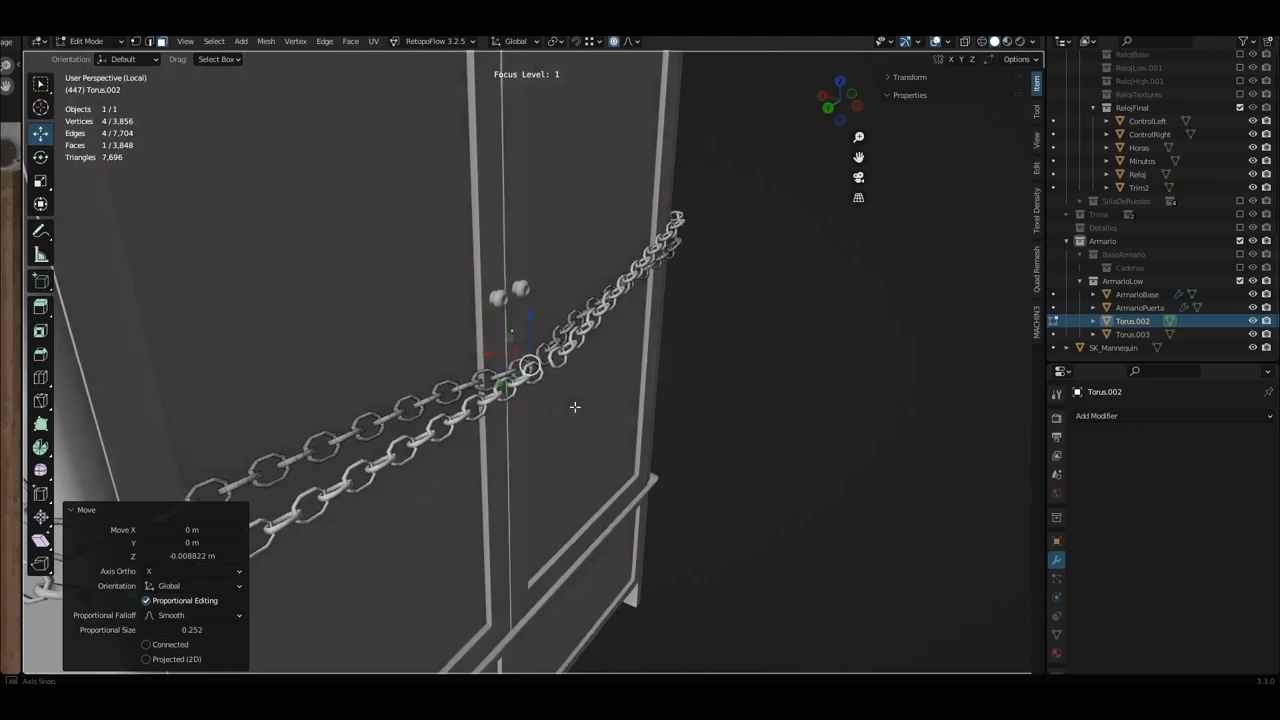 age
Edit Mode
View Select Add Mesh Vertex Edge Face UV
RetopoFlow 3.2.5
Global
Orientation: Default
Drag: Select Box
X Y Z
Options
User Perspective (Local)
(447) Torus.002
Objects 1/1
Vertices 4/3,856
Edges 4/7,704
Faces 1/3,848
Triangles 7,696
Focus Level: 1
Transform
Properties
Item
Tool
View
Edit
Texel Density
Quad Remesh
MACHIN3
Move
Move X 0 m
Y 0 m
Z -0.008822 m
Axis Ortho X
Orientation Global
Proportional Editing
Proportional Falloff Smooth
Proportional Size 0.252
Connected
Projected (2D)
RelojBase
RelojLow.001
RelojHigh.001
RelojTexturas
RelojFinal
ControlLeft
ControlRight
Horas
Minutos
Reloj
Trim2
SillaDeRuedas
4
Trims
2
Detalles
Armario
BaseArmario
Cadenas
ArmarioLow
ArmarioBase
ArmarioPuerta
Torus.002
Torus.003
SK_Mannequin
Torus.002
Add Modifier
Axis Snap
3.3.0